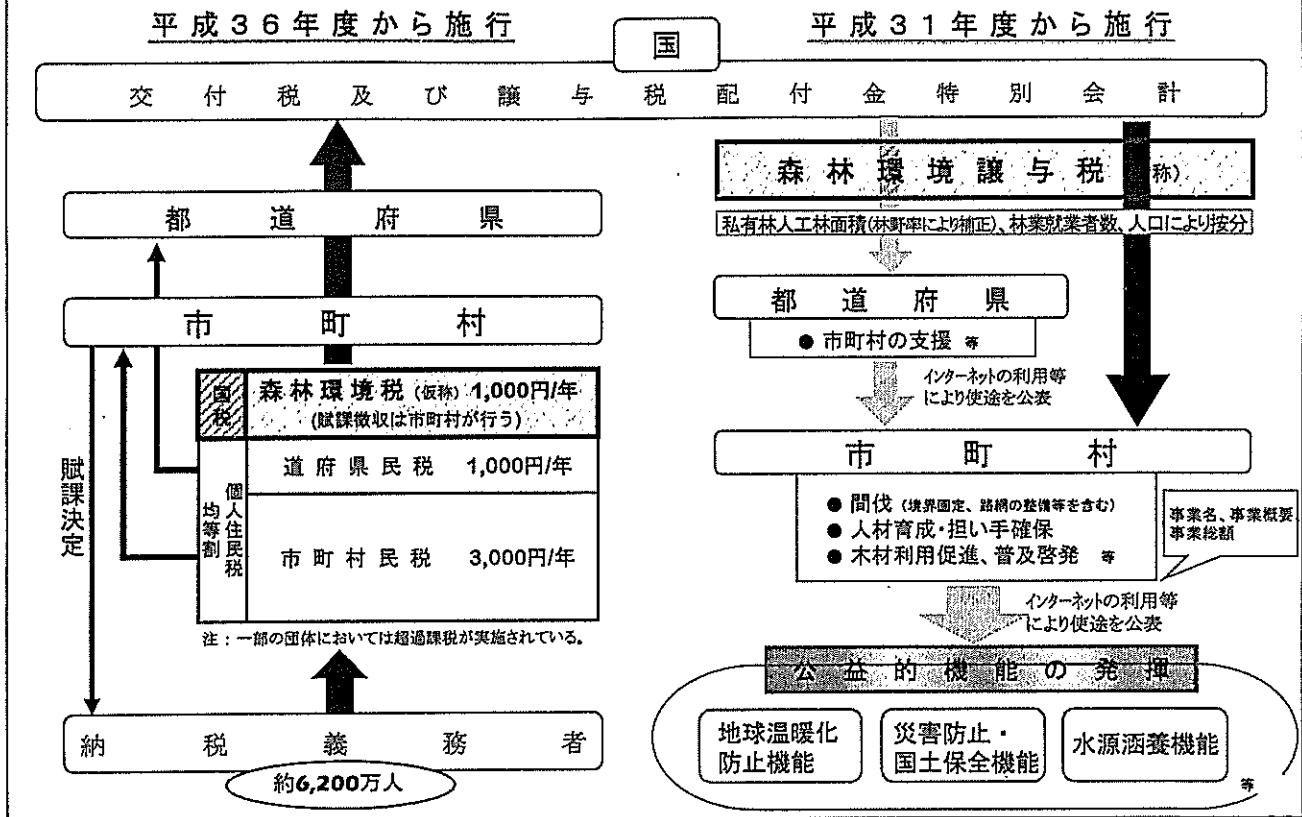 平成36年度から施行
平成31年度から施行
国
交付税及び譲与税配付金特別会計
都道府県
市町村
国税
森林環境税 (仮称) 1,000円/年
(賦課徴収は市町村が行う)
個人住民税
均等割
道府県民税 1,000円/年
市町村民税 3,000円/年
賦課決定
注：一部の団体においては超過課税が実施されている。
納税義務者
約6,200万人
森林環境譲与税 称)
私有林人工林面積(林野率により補正)、林業就業者数、人口により按分
都道府県
● 市町村の支援 等
インターネットの利用等
により使途を公表
市町村
● 間伐 (境界画定、路網の整備等を含む)
● 人材育成・担い手確保
● 木材利用促進、普及啓発 等
事業名、事業概要、
事業総額
インターネットの利用等
により使途を公表
公益的機能の発揮
地球温暖化
防止機能
災害防止・
国土保全機能
水源涵養機能
等